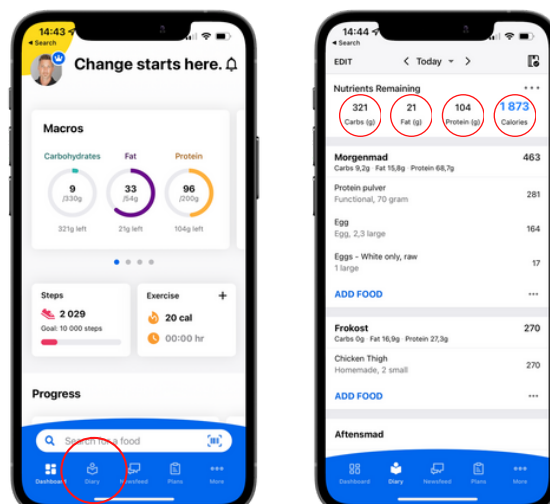 14:43
Search
Change starts here.
Macros
Carbohydrates
Fat
Protein
9
/330g
33
/54g
96
/200g
321g left
21g left
104g left
Steps
2 029
Goal: 10 000 steps
Exercise +
20 cal
00:00 hr
Progress
Search for a food
Dashboard
Diary
Newsfeed
Plans
More
14:44
Search
EDIT
Today
Nutrients Remaining
321
Carbs (g)
21
Fat (g)
104
Protein (g)
1 873
Calories
Morgenmad 463
Carbs 9,2g · Fat 15,8g · Protein 68,7g
Protein pulver
Functional, 70 gram 281
Egg
Egg, 2,3 large 164
Eggs - White only, raw
1 large 17
ADD FOOD
Frokost 270
Carbs 0g · Fat 16,9g · Protein 27,3g
Chicken Thigh
Homemade, 2 small 270
ADD FOOD
Aftensmad
Dashboard
Diary
Newsfeed
Plans
More